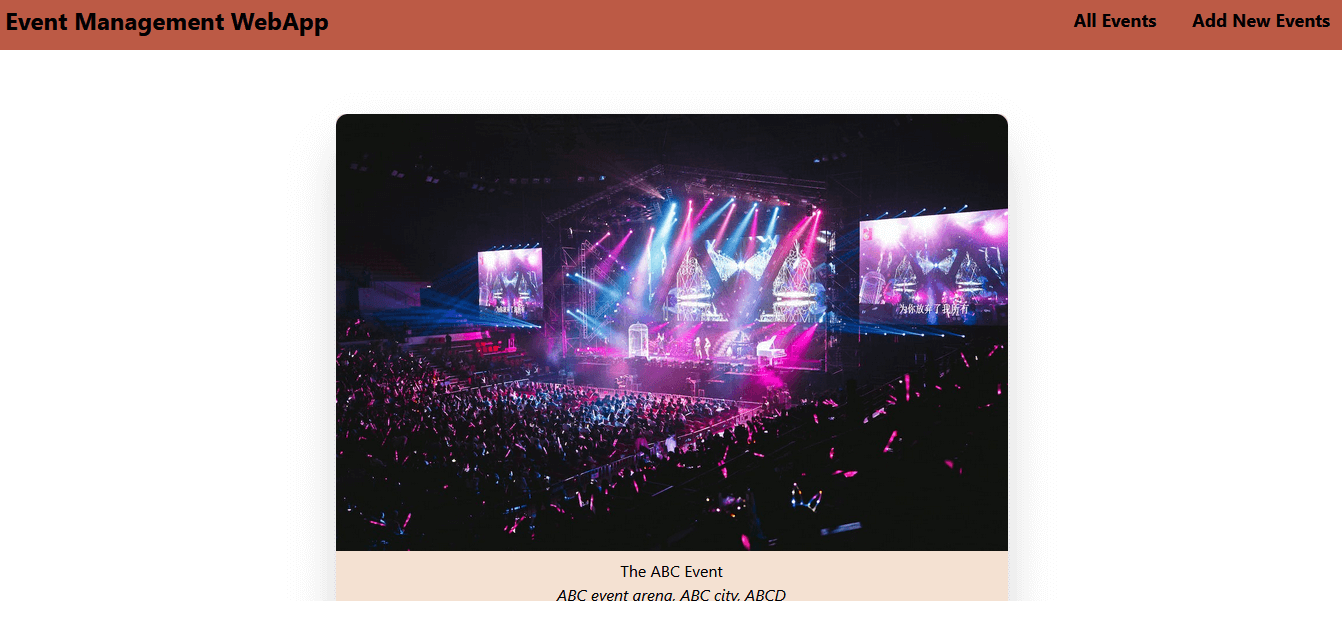 Event Management WebApp
All Events
Add New Events
为你放弃了我所有
The ABC Event
ABC event arena, ABC city, ABCD